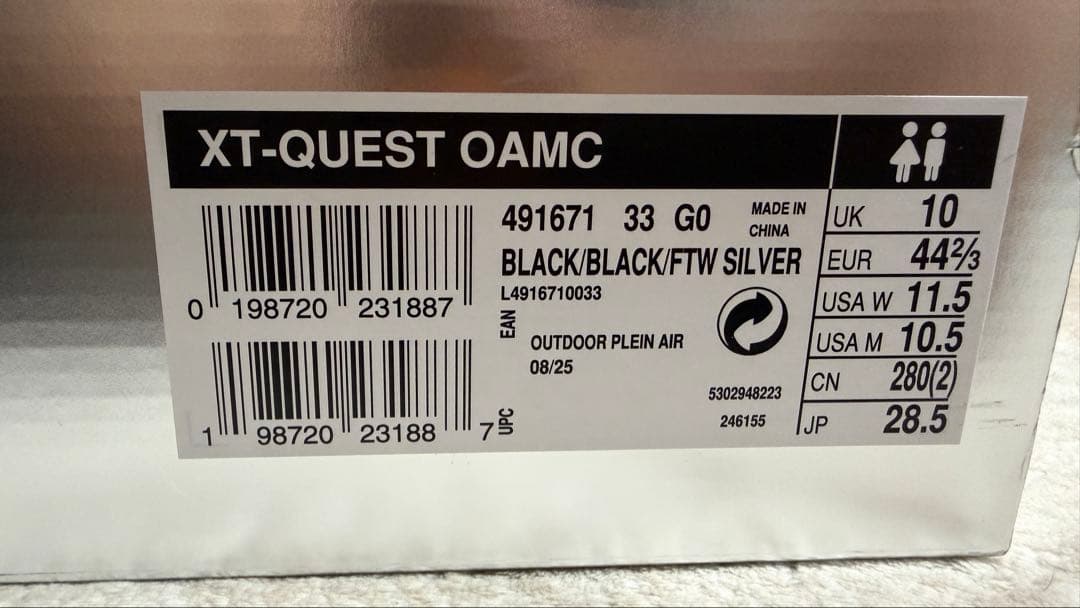 XT-QUEST OAMC
0 198720 231887
EAN
1 98720 23188 7
UPC
491671 33 G0
MADE IN
CHINA
BLACK/BLACK/FTW SILVER
L4916710033
OUTDOOR PLEIN AIR
08/25
5302948223
246155
UK 10
EUR 44⅔
USA W 11.5
USA M 10.5
CN 280(2)
JP 28.5